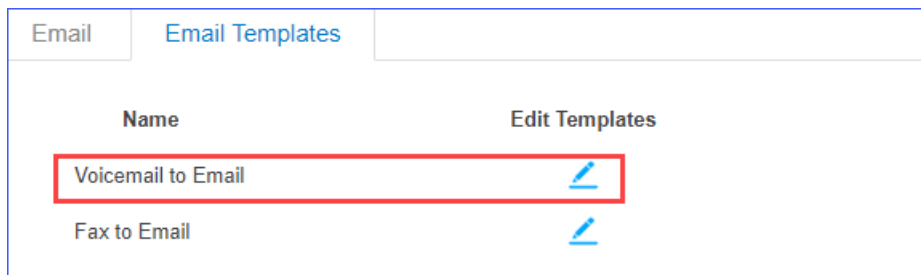 Email Email Templates
Name Edit Templates
Voicemail to Email
Fax to Email